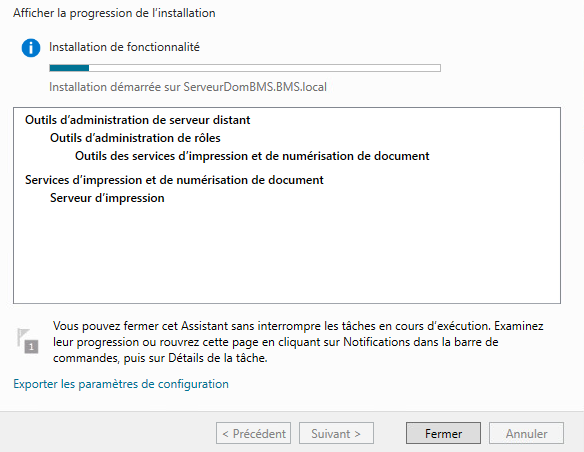 Afficher la progression de l’installation
Installation de fonctionnalité
Installation démarrée sur ServeurDomBMS.BMS.local
Outils d’administration de serveur distant
Outils d’administration de rôles
Outils des services d’impression et de numérisation de document
Services d’impression et de numérisation de document
Serveur d’impression
Vous pouvez fermer cet Assistant sans interrompre les tâches en cours d’exécution. Examinez
leur progression ou rouvrez cette page en cliquant sur Notifications dans la barre de
1
commandes, puis sur Détails de la tâche.
Exporter les paramètres de configuration
< Précédent Suivant > Fermer Annuler